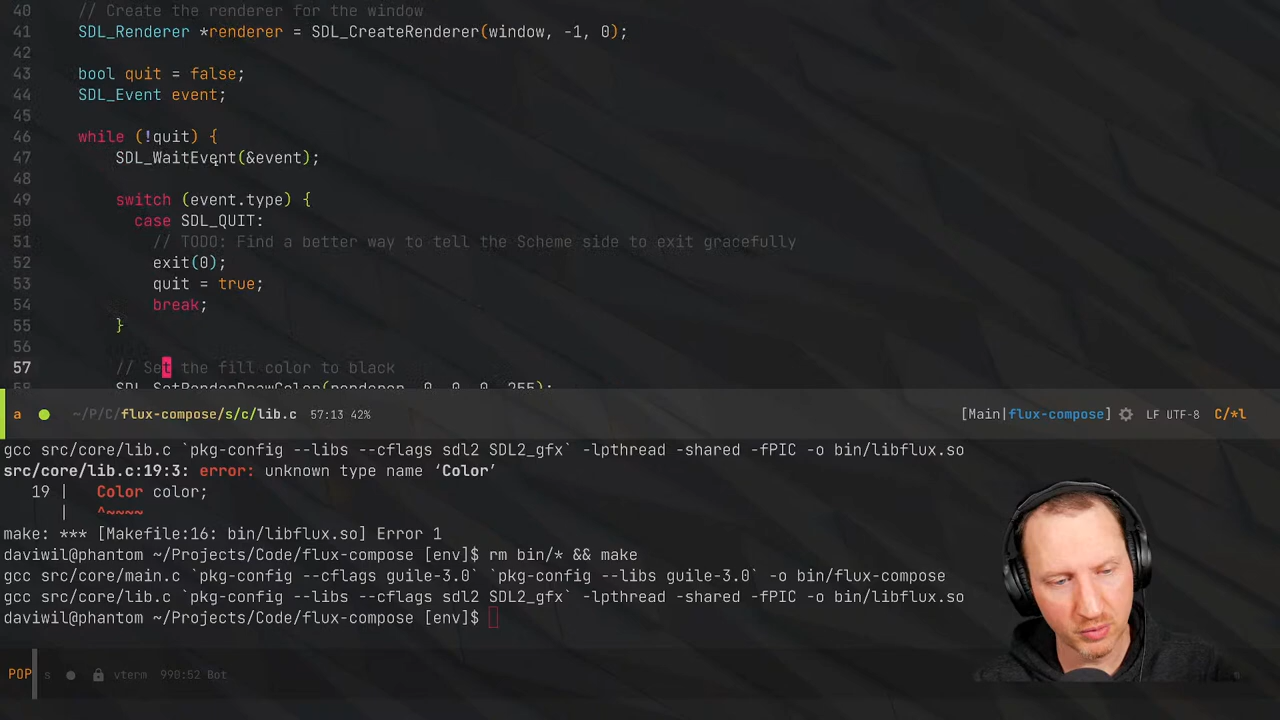 40 // Create the renderer for the window
41 SDL_Renderer *renderer = SDL_CreateRenderer(window, -1, 0);
42
43 bool quit = false;
44 SDL_Event event;
45
46 while (!quit) {
47 SDL_WaitEvent(&event);
48
49 switch (event.type) {
50 case SDL_QUIT:
51 // TODO: Find a better way to tell the Scheme side to exit gracefully
52 exit(0);
53 quit = true;
54 break;
55 }
56
57 // Set the fill color to black
58 SDL_SetRenderDrawColor(renderer, 0, 0, 0, 255);
a ~/P/C/flux-compose/s/c/lib.c 57:13 42% [Main|flux-compose] LF UTF-8 C/*l
gcc src/core/lib.c `pkg-config --libs --cflags sdl2 SDL2_gfx` -lpthread -shared -fPIC -o bin/libflux.so
src/core/lib.c:19:3: error: unknown type name ‘Color’
19 | Color color;
| ^~~~~
make: *** [Makefile:16: bin/libflux.so] Error 1
daviwil@phantom ~/Projects/Code/flux-compose [env]$ rm bin/* && make
gcc src/core/main.c `pkg-config --cflags guile-3.0` `pkg-config --libs guile-3.0` -o bin/flux-compose
gcc src/core/lib.c `pkg-config --libs --cflags sdl2 SDL2_gfx` -lpthread -shared -fPIC -o bin/libflux.so
daviwil@phantom ~/Projects/Code/flux-compose [env]$
POP s vterm 990:52 Bot